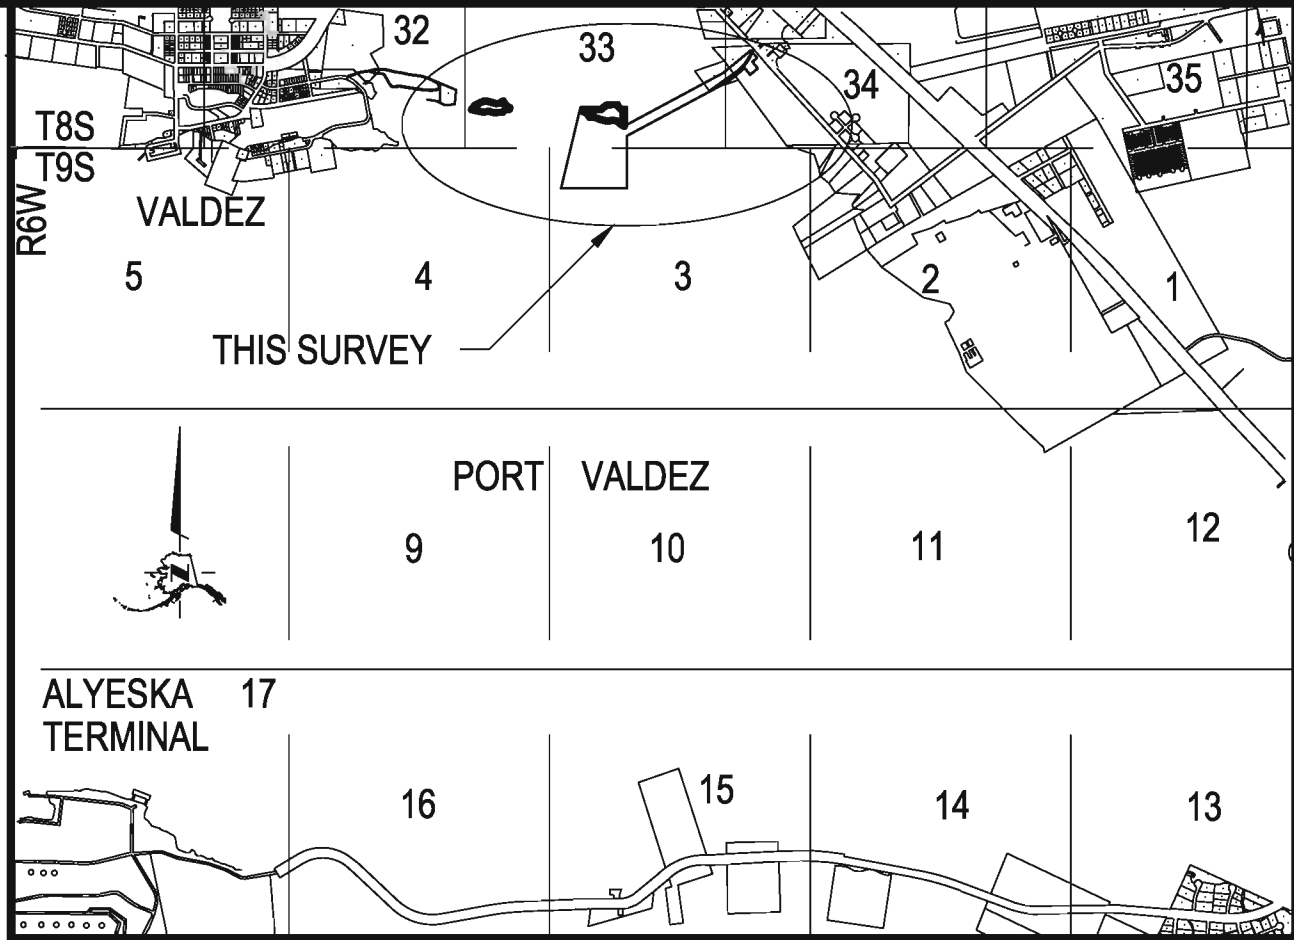 32
33
34
35
T8S
T9S
R6W
VALDEZ
5
4
3
2
1
THIS SURVEY
PORT VALDEZ
9
10
11
12
N
ALYESKA 17
TERMINAL
16
15
14
13